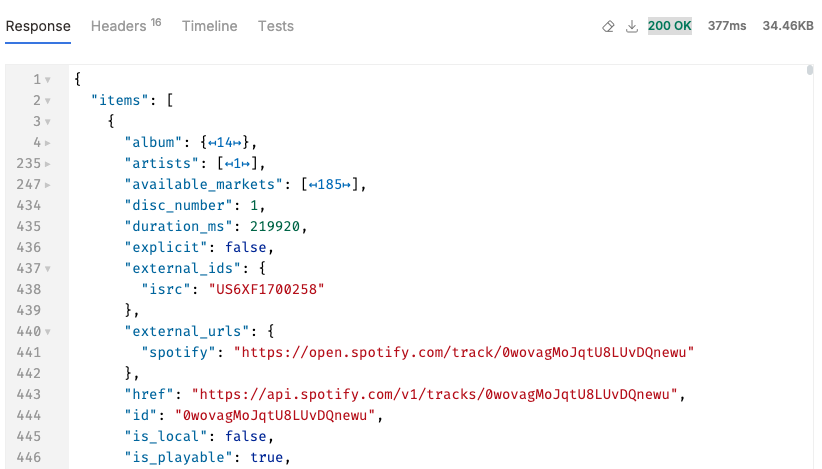 Response Headers 16 Timeline Tests 200 OK 377ms 34.46KB
1 {
2 "items": [
3 {
4 "album": {↤14↦},
235 "artists": [↤1↦],
247 "available_markets": [↤185↦],
434 "disc_number": 1,
435 "duration_ms": 219920,
436 "explicit": false,
437 "external_ids": {
438 "isrc": "US6XF1700258"
439 },
440 "external_urls": {
441 "spotify": "https://open.spotify.com/track/0wovagMoJqtU8LUvDQnewu"
442 },
443 "href": "https://api.spotify.com/v1/tracks/0wovagMoJqtU8LUvDQnewu",
444 "id": "0wovagMoJqtU8LUvDQnewu",
445 "is_local": false,
446 "is_playable": true,